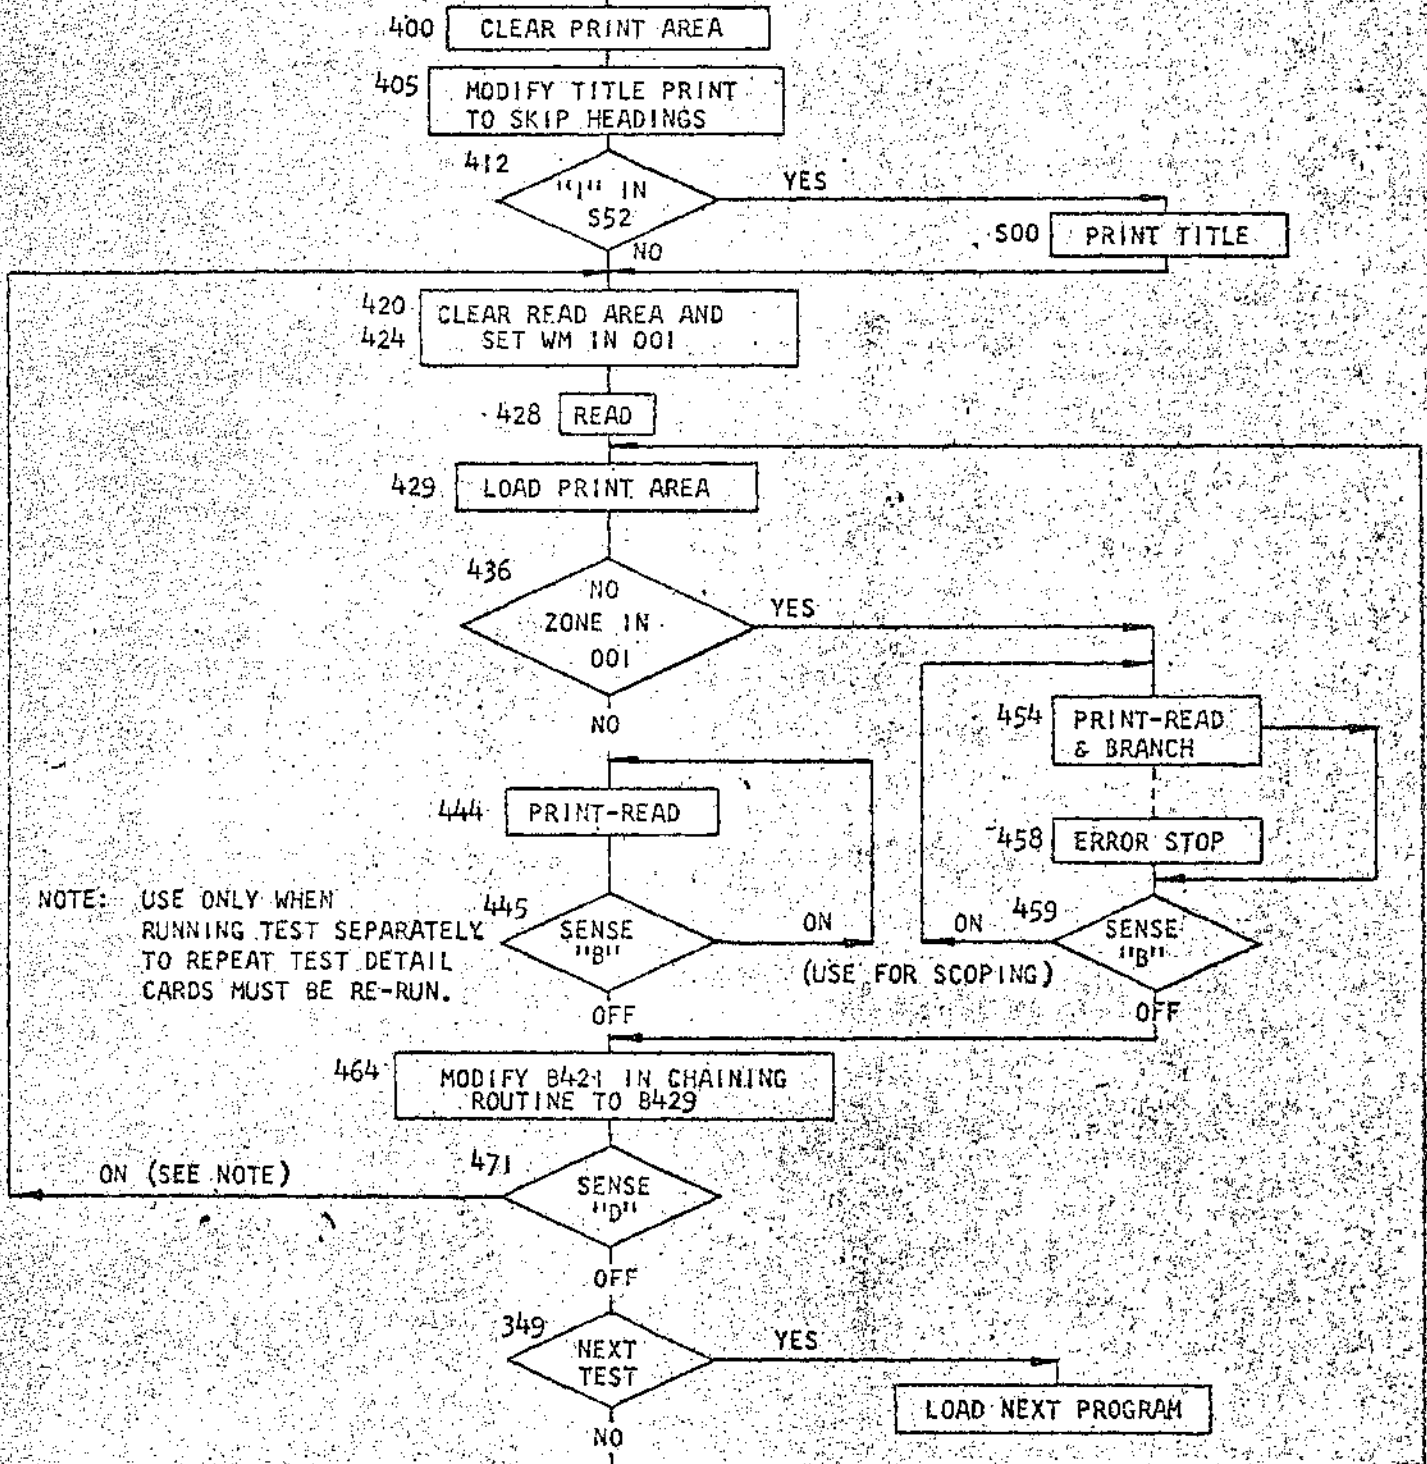 400 CLEAR PRINT AREA
405 MODIFY TITLE PRINT
TO SKIP HEADINGS
412
"1" IN
S52
YES
NO
S00 PRINT TITLE
420 CLEAR READ AREA AND
424 SET WM IN 001
428 READ
429 LOAD PRINT AREA
436
NO
ZONE IN
001
YES
NO
454 PRINT-READ
& BRANCH
444 PRINT-READ
458 ERROR STOP
NOTE: USE ONLY WHEN
RUNNING TEST SEPARATELY
TO REPEAT TEST DETAIL
CARDS MUST BE RE-RUN.
445
SENSE
"B"
ON
OFF
(USE FOR SCOPING)
ON
459
SENSE
"B"
OFF
464 MODIFY B421 IN CHAINING
ROUTINE TO B429
471
SENSE
"D"
ON (SEE NOTE)
OFF
349
NEXT
TEST
YES
LOAD NEXT PROGRAM
NO